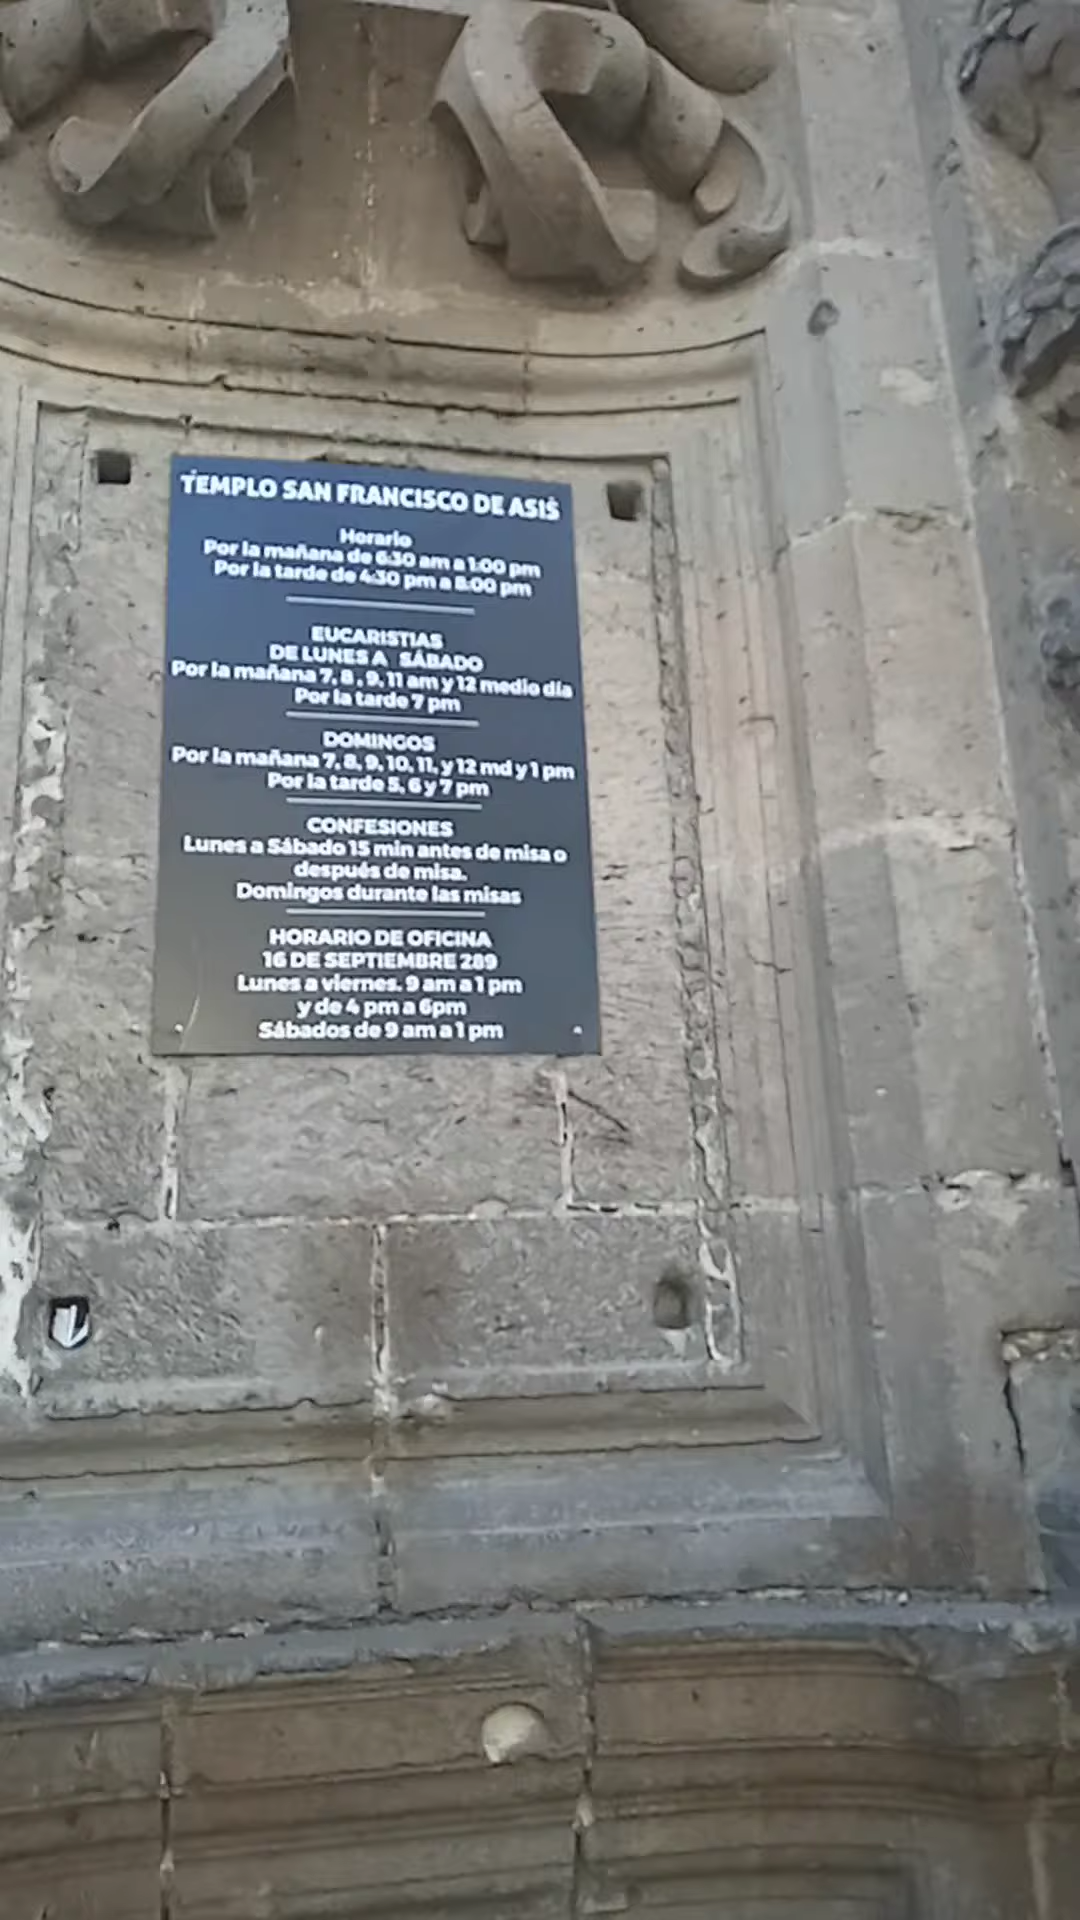 TEMPLO SAN FRANCISCO DE ASIS
Horario
Por la mañana de 6:30 am a 1:00 pm
Por la tarde de 4:30 pm a 8:00 pm
EUCARISTIAS
DE LUNES A SÁBADO
Por la mañana 7, 8, 9, 11 am y 12 medio día
Por la tarde 7 pm
DOMINGOS
Por la mañana 7, 8, 9, 10, 11, y 12 md y 1 pm
Por la tarde 5, 6 y 7 pm
CONFESIONES
Lunes a Sábado 15 min antes de misa o
después de misa.
Domingos durante las misas
HORARIO DE OFICINA
16 DE SEPTIEMBRE 289
Lunes a viernes. 9 am a 1 pm
y de 4 pm a 6pm
Sábados de 9 am a 1 pm